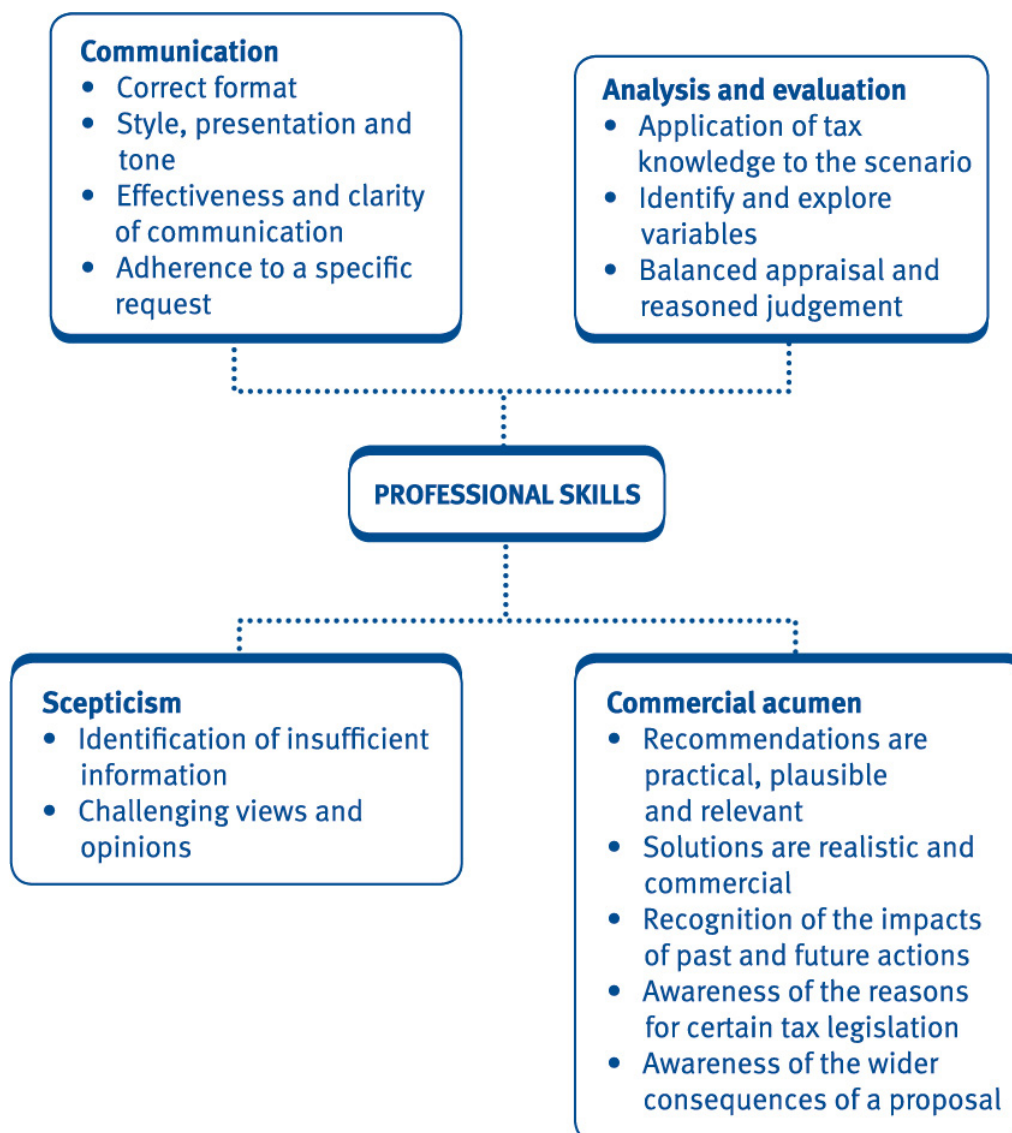 Communication
• Correct format
• Style, presentation and
tone
• Effectiveness and clarity
of communication
• Adherence to a specific
request
Analysis and evaluation
• Application of tax
knowledge to the scenario
• Identify and explore
variables
• Balanced appraisal and
reasoned judgement
PROFESSIONAL SKILLS
Scepticism
• Identification of insufficient
information
• Challenging views and
opinions
Commercial acumen
• Recommendations are
practical, plausible
and relevant
• Solutions are realistic and
commercial
• Recognition of the impacts
of past and future actions
• Awareness of the reasons
for certain tax legislation
• Awareness of the wider
consequences of a proposal